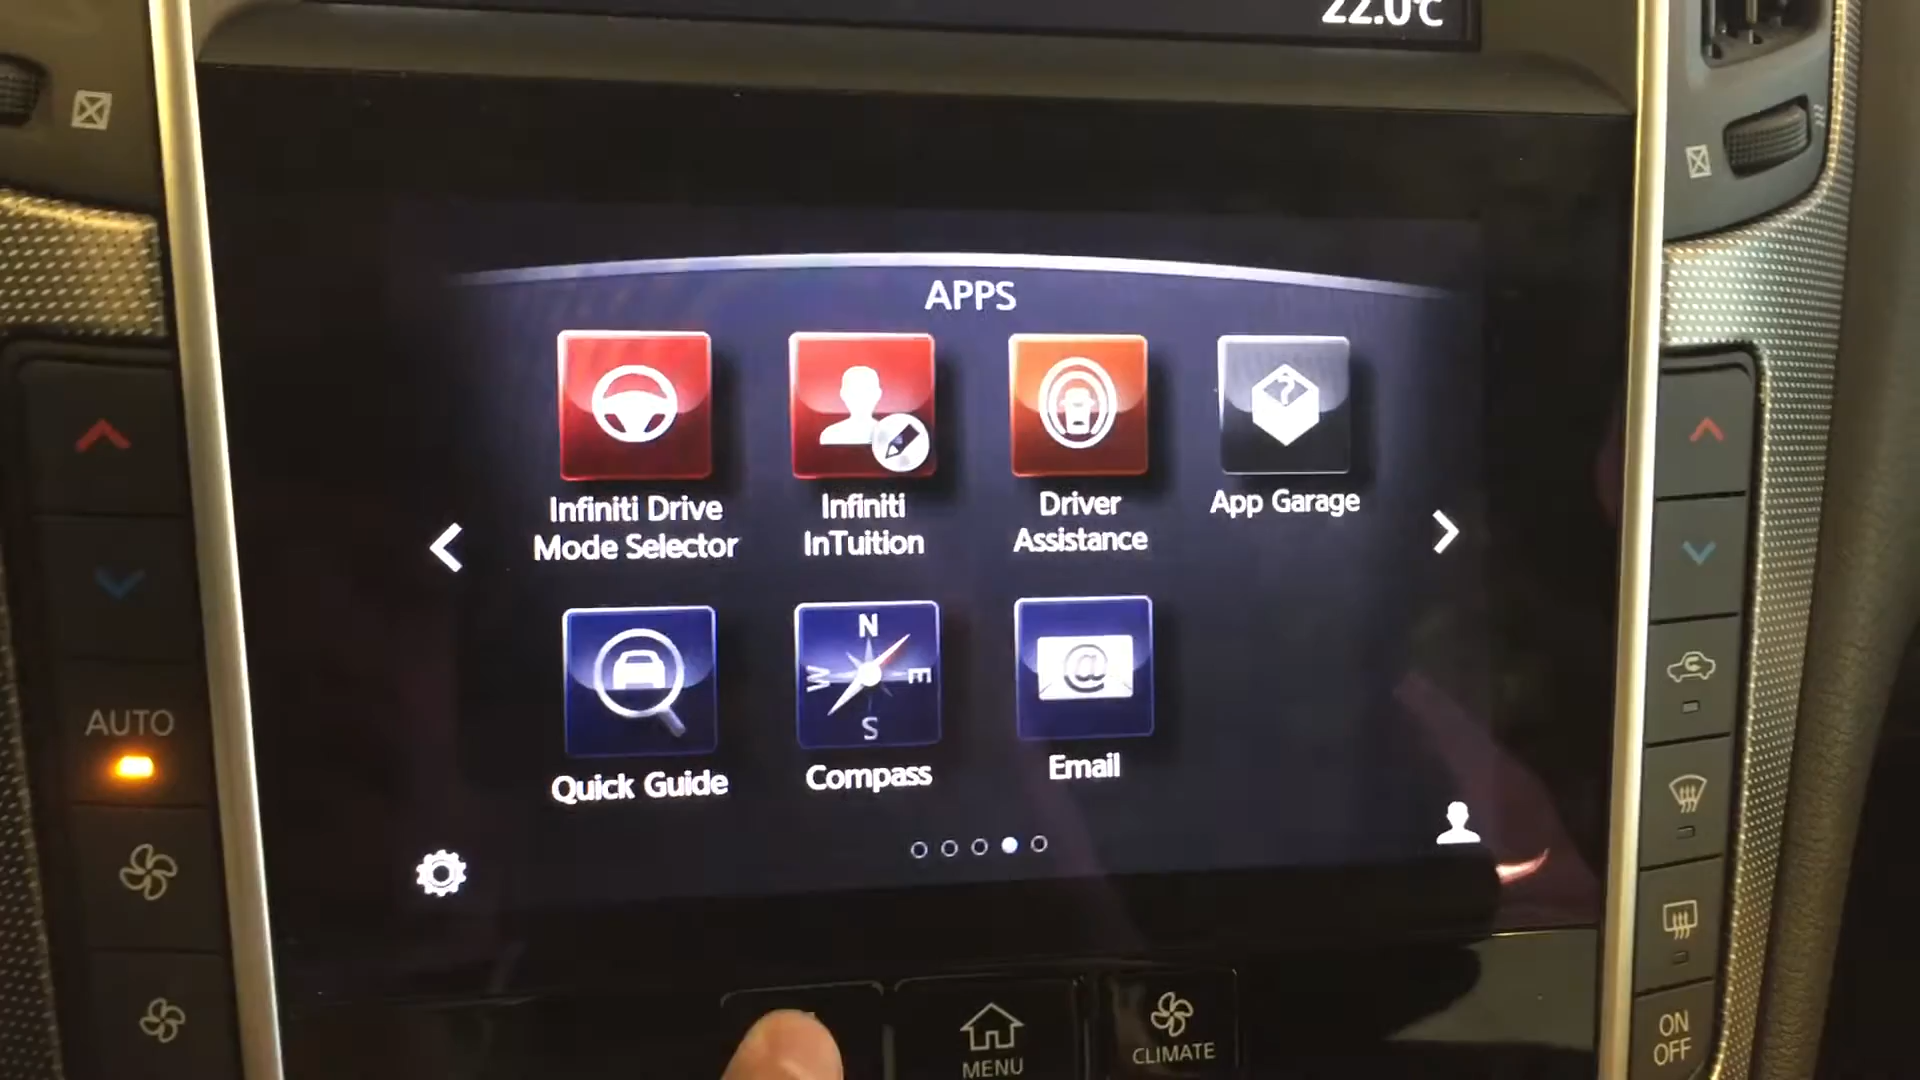 22.0°C
APPS
Infiniti Drive
Mode Selector
Infiniti
InTuition
Driver
Assistance
?
App Garage
N
W
E
S
@
Quick Guide
Compass
Email
AUTO
MENU
CLIMATE
ON
OFF